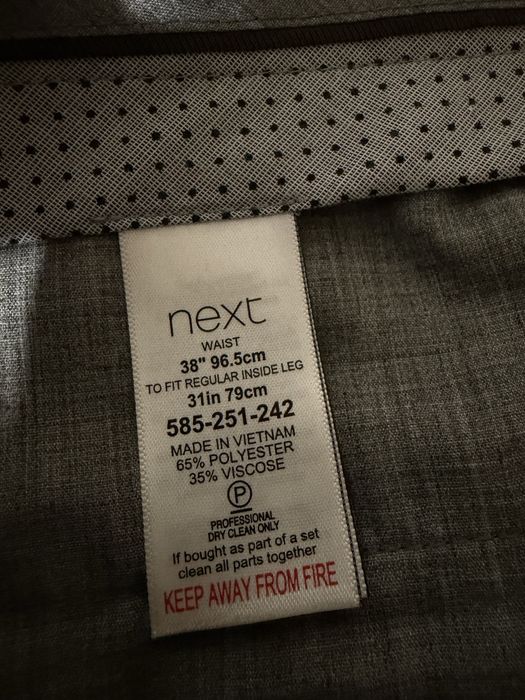 next
WAIST
38" 96.5cm
TO FIT REGULAR INSIDE LEG
31in 79cm
585-251-242
MADE IN VIETNAM
65% POLYESTER
35% VISCOSE
P
PROFESSIONAL
DRY CLEAN ONLY
If bought as part of a set
clean all parts together
KEEP AWAY FROM FIRE